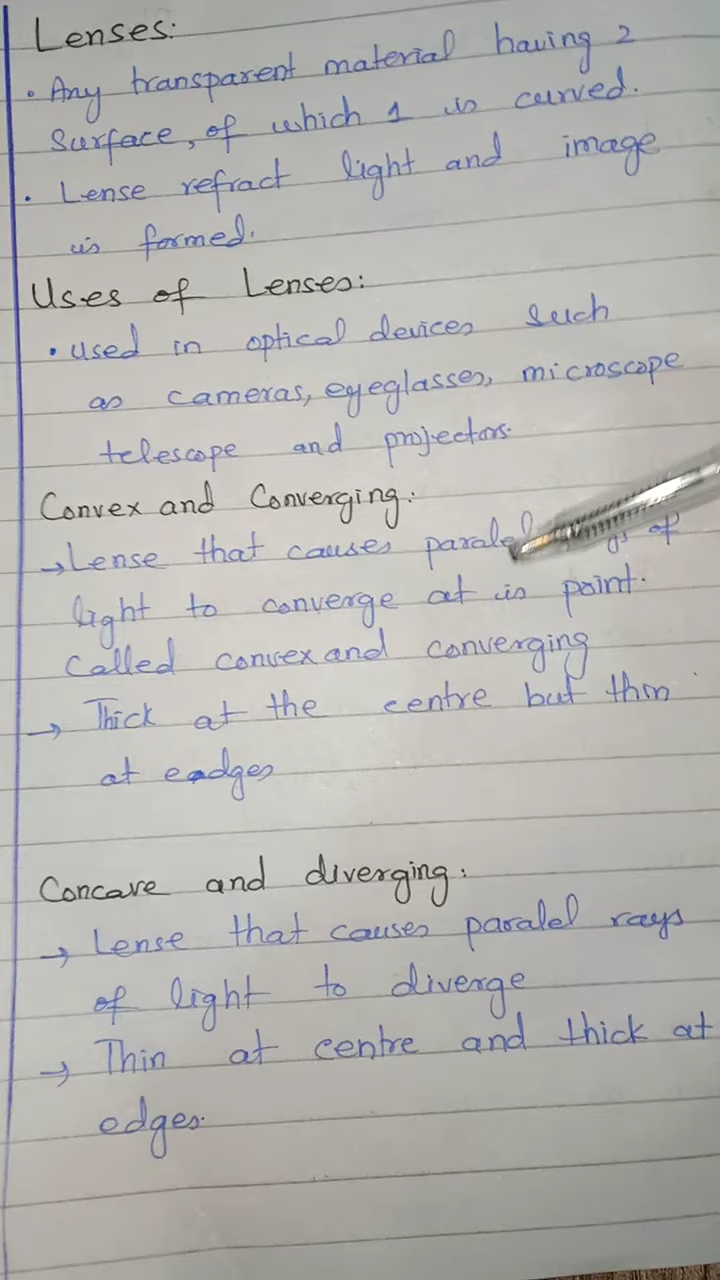 Lenses:
• Any transparent material having 2
surface, of which 1 is curved.
• Lense refract light and image
is formed.
Uses of Lenses:
• used in optical devices such
as cameras, eyeglasses, microscope
telescope and projectors.
Convex and Converging:
→ Lense that causes paralel of
light to converge at is point.
Called convex and converging
→ Thick at the centre but thin
at eadges
Concave and diverging:
→ Lense that causes paralel rays
of light to diverge
→ Thin at centre and thick at
edges.